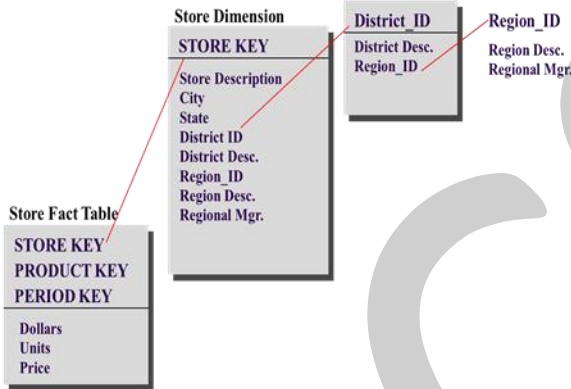 Store Dimension
STORE KEY
Store Description
City
State
District ID
District Desc.
Region_ID
Region Desc.
Regional Mgr.
District_ID
District Desc.
Region_ID
Region_ID
Region Desc.
Regional Mgr.
Store Fact Table
STORE KEY
PRODUCT KEY
PERIOD KEY
Dollars
Units
Price